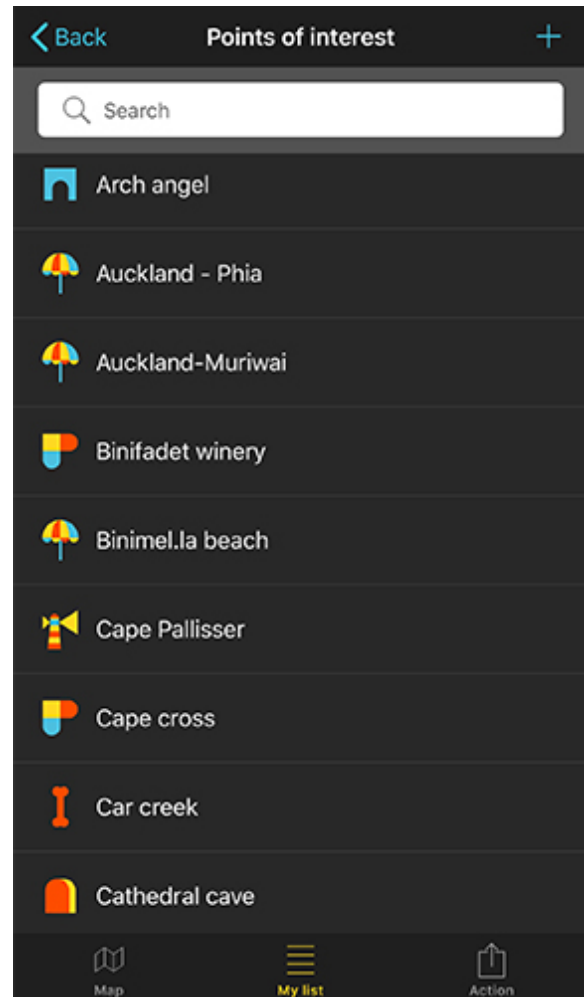 Back
Points of interest
Search
Arch angel
Auckland - Phia
Auckland-Muriwai
Binifadet winery
Binimel.la beach
Cape Pallisser
Cape cross
Car creek
Cathedral cave
Map
My list
Action